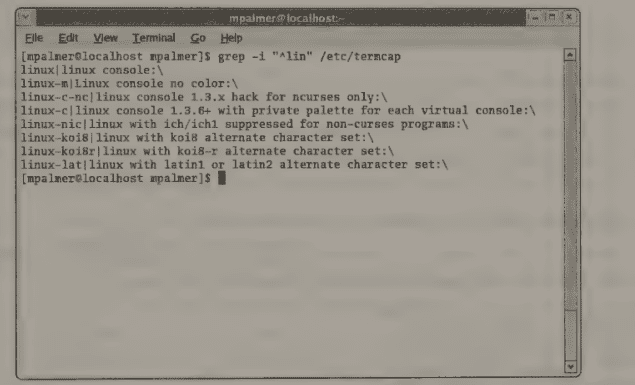 mpalmer@localhost:~
File Edit View Terminal Go Help
[mpalmer@localhost mpalmer]$ grep -i "^lin" /etc/termcap
linux|linux console:\
linux-m|Linux console no color:\
linux-c-nc|linux console 1.3.x hack for ncurses only:\
linux-c|linux console 1.3.6+ with private palette for each virtual console:\
linux-nic|linux with ich/ich1 suppressed for non-curses programs:\
linux-koi8|linux with koi8 alternate character set:\
linux-koi8r|linux with koi8-r alternate character set:\
linux-lat|linux with latin1 or latin2 alternate character set:\
[mpalmer@localhost mpalmer]$